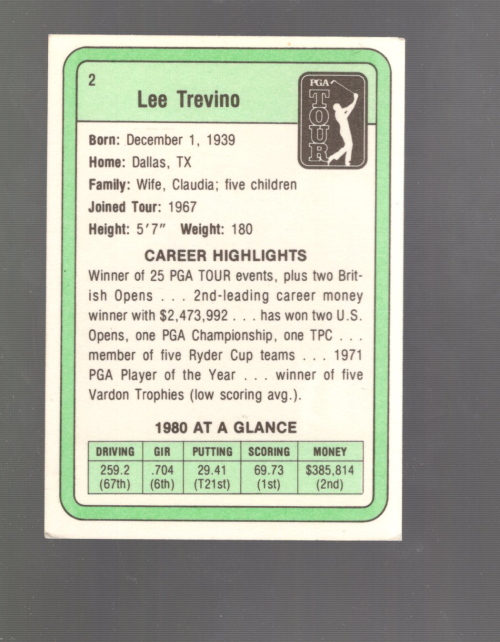 2
Lee Trevino
PGA
TOUR
Born: December 1, 1939
Home: Dallas, TX
Family: Wife, Claudia; five children
Joined Tour: 1967
Height: 5'7" Weight: 180
CAREER HIGHLIGHTS
Winner of 25 PGA TOUR events, plus two Brit-
ish Opens . . . 2nd-leading career money
winner with $2,473,992 . . . has won two U.S.
Opens, one PGA Championship, one TPC . . .
member of five Ryder Cup teams . . . 1971
PGA Player of the Year . . . winner of five
Vardon Trophies (low scoring avg.).
1980 AT A GLANCE
DRIVING GIR PUTTING SCORING MONEY
259.2 .704 29.41 69.73 $385,814
(67th) (6th) (T21st) (1st) (2nd)